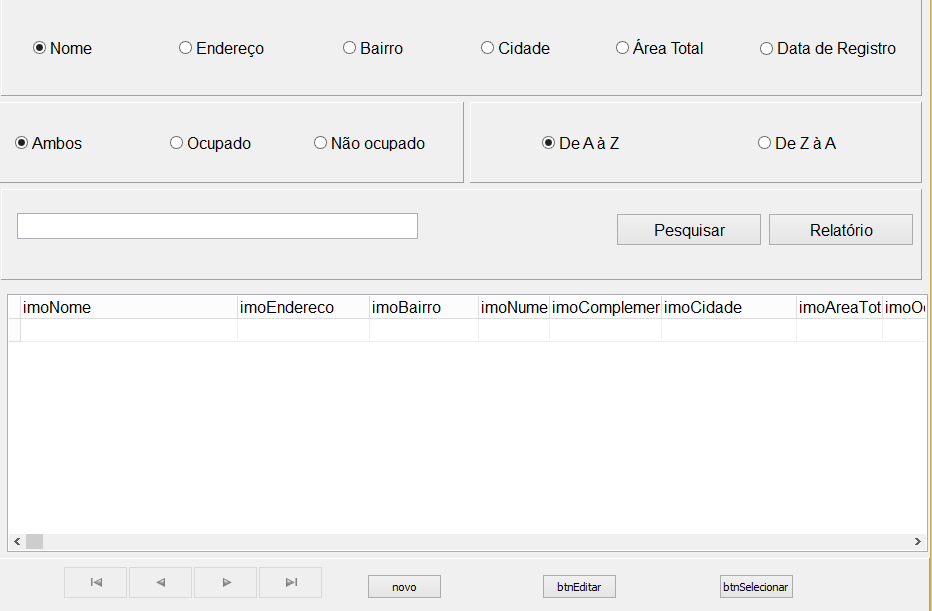 Nome Endereço Bairro Cidade Área Total Data de Registro
Ambos Ocupado Não ocupado De A à Z De Z à A
Pesquisar Relatório
imoNome imoEndereco imoBairro imoNume imoComplemer imoCidade imoAreaTot imoO
novo btnEditar btnSelecionar